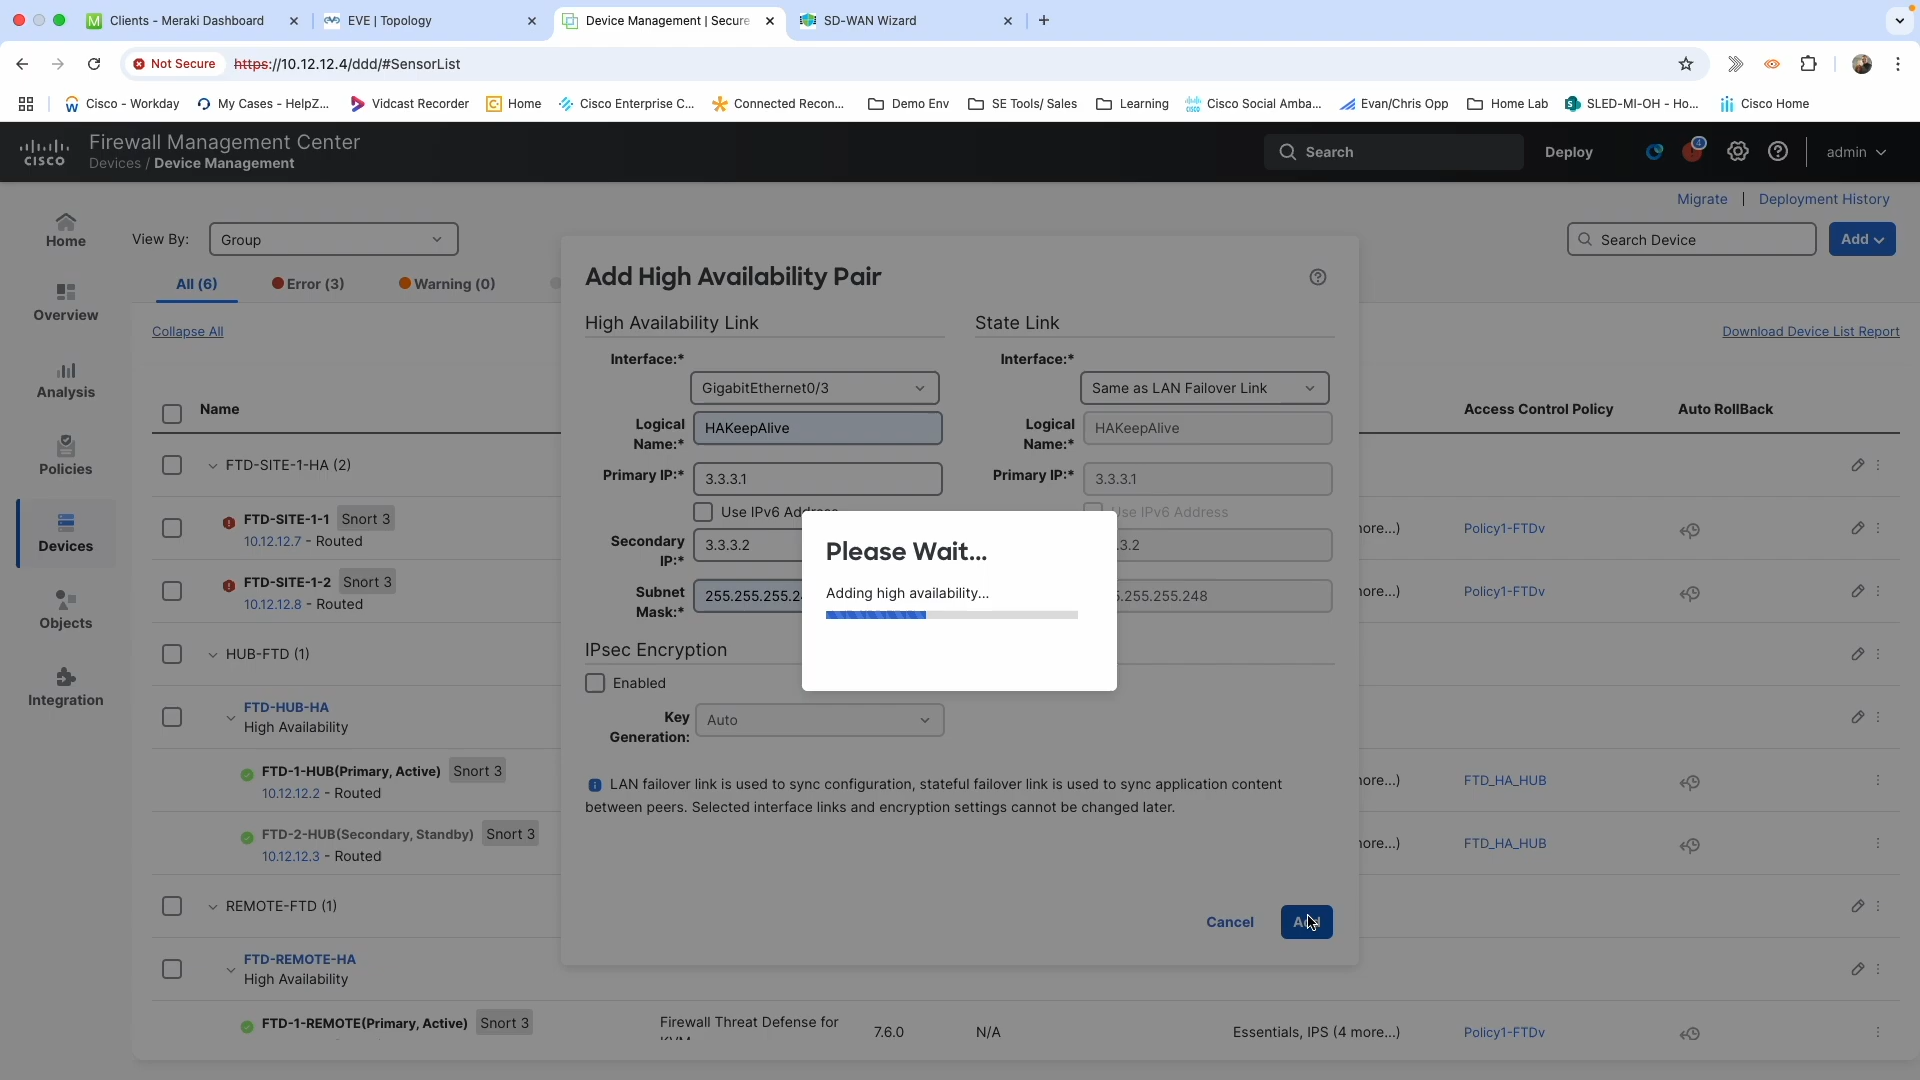 Clients - Meraki Dashboard
EVE | Topology
Device Management | Secure
SD-WAN Wizard
Not Secure
https://10.12.12.4/ddd/#SensorList
Cisco - Workday
My Cases - HelpZ...
Vidcast Recorder
Home
Cisco Enterprise C...
Connected Recon...
Demo Env
SE Tools/ Sales
Learning
Cisco Social Amba...
Evan/Chris Opp
Home Lab
SLED-MI-OH - Ho...
Cisco Home
CISCO
Firewall Management Center
Devices / Device Management
Search
Deploy
4
admin
Migrate | Deployment History
Home
Overview
Analysis
Policies
Devices
Objects
Integration
View By:
Group
Search Device
Add
All (6)
Error (3)
Warning (0)
Collapse All
Download Device List Report
Name
Access Control Policy
Auto RollBack
FTD-SITE-1-HA (2)
FTD-SITE-1-1 Snort 3
10.12.12.7 - Routed
ore...)
Policy1-FTDv
FTD-SITE-1-2 Snort 3
10.12.12.8 - Routed
ore...)
Policy1-FTDv
HUB-FTD (1)
FTD-HUB-HA
High Availability
FTD-1-HUB(Primary, Active) Snort 3
10.12.12.2 - Routed
ore...)
FTD_HA_HUB
FTD-2-HUB(Secondary, Standby) Snort 3
10.12.12.3 - Routed
ore...)
FTD_HA_HUB
REMOTE-FTD (1)
FTD-REMOTE-HA
High Availability
FTD-1-REMOTE(Primary, Active) Snort 3
Firewall Threat Defense for
7.6.0
N/A
Essentials, IPS (4 more...)
Policy1-FTDv
Add High Availability Pair
High Availability Link
Interface:*
GigabitEthernet0/3
Logical
Name:*
HAKeepAlive
Primary IP:*
3.3.3.1
Use IPv6 Address
Secondary
IP:*
3.3.3.2
Subnet
Mask:*
255.255.255.2
State Link
Interface:*
Same as LAN Failover Link
Logical
Name:*
HAKeepAlive
Primary IP:*
3.3.3.1
Use IPv6 Address
.3.2
.255.255.248
IPsec Encryption
Enabled
Key
Generation:
Auto
LAN failover link is used to sync configuration, stateful failover link is used to sync application content
between peers. Selected interface links and encryption settings cannot be changed later.
Cancel
Add
Please Wait...
Adding high availability...